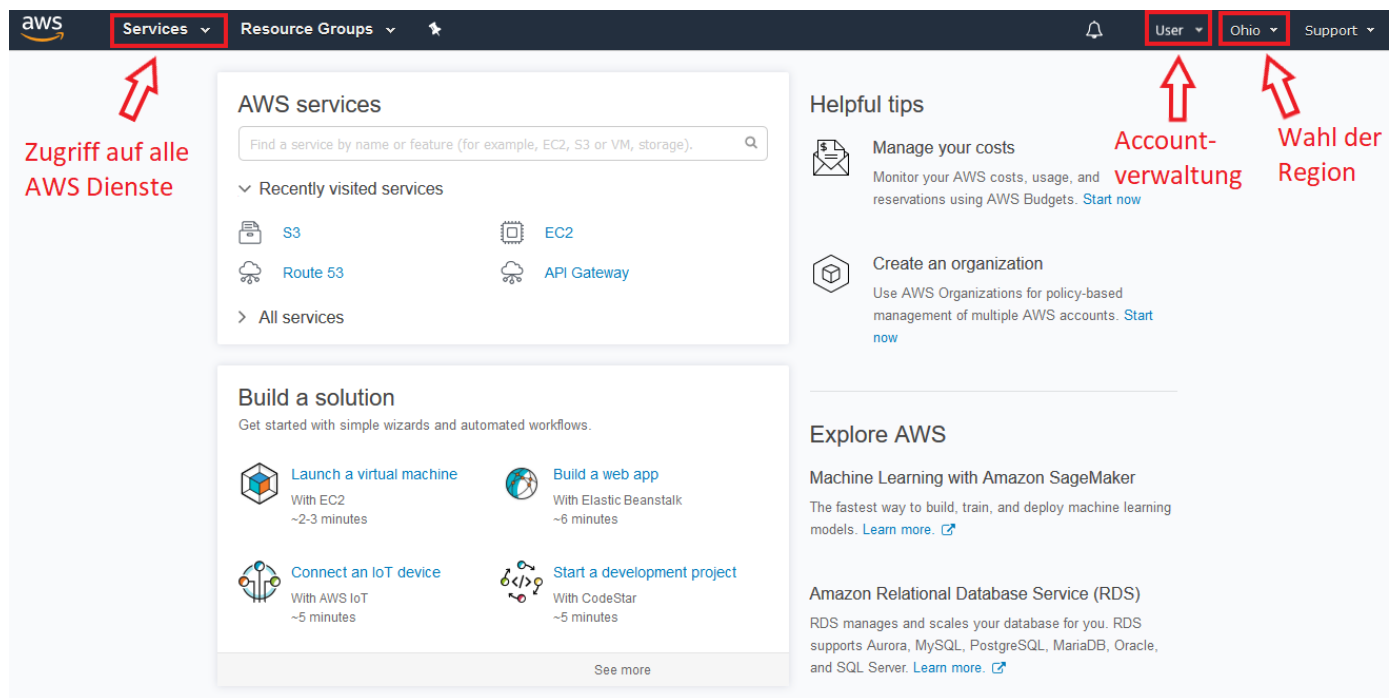 aws
Services
Resource Groups
User
Ohio
Support
Zugriff auf alle
AWS Dienste
AWS services
Find a service by name or feature (for example, EC2, S3 or VM, storage).
Recently visited services
S3
EC2
Route 53
API Gateway
All services
Build a solution
Get started with simple wizards and automated workflows.
Launch a virtual machine
With EC2
~2-3 minutes
Build a web app
With Elastic Beanstalk
~6 minutes
Connect an IoT device
With AWS IoT
~5 minutes
Start a development project
With CodeStar
~5 minutes
See more
Helpful tips
Manage your costs
Monitor your AWS costs, usage, and
reservations using AWS Budgets. Start now
Account-
verwaltung
Wahl der
Region
Create an organization
Use AWS Organizations for policy-based
management of multiple AWS accounts. Start
now
Explore AWS
Machine Learning with Amazon SageMaker
The fastest way to build, train, and deploy machine learning
models. Learn more.
Amazon Relational Database Service (RDS)
RDS manages and scales your database for you. RDS
supports Aurora, MySQL, PostgreSQL, MariaDB, Oracle,
and SQL Server. Learn more.